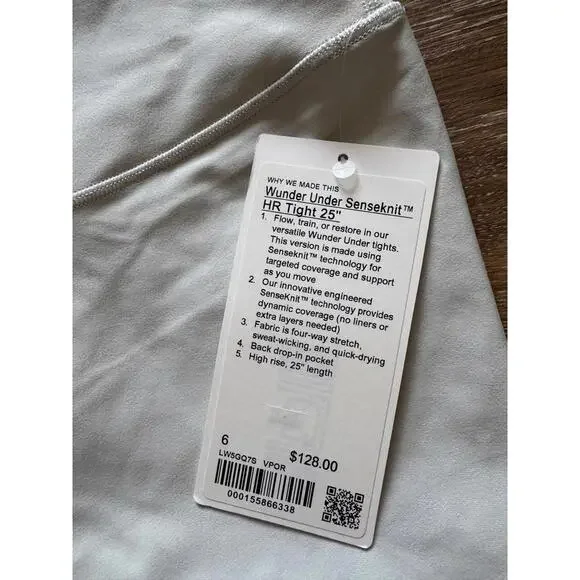 WHY WE MADE THIS
Wunder Under Senseknit™
HR Tight 25"
1. Flow, train, or restore in our
versatile Wunder Under tights.
This version is made using
Senseknit™ technology for
targeted coverage and support
as you move
2. Our innovative engineered
SenseKnit™ technology provides
dynamic coverage (no liners or
extra layers needed)
3. Fabric is four-way stretch,
sweat-wicking, and quick-drying
4. Back drop-in pocket
5. High rise, 25" length
6 $128.00
LW5GQ7S VPOR
000155866338